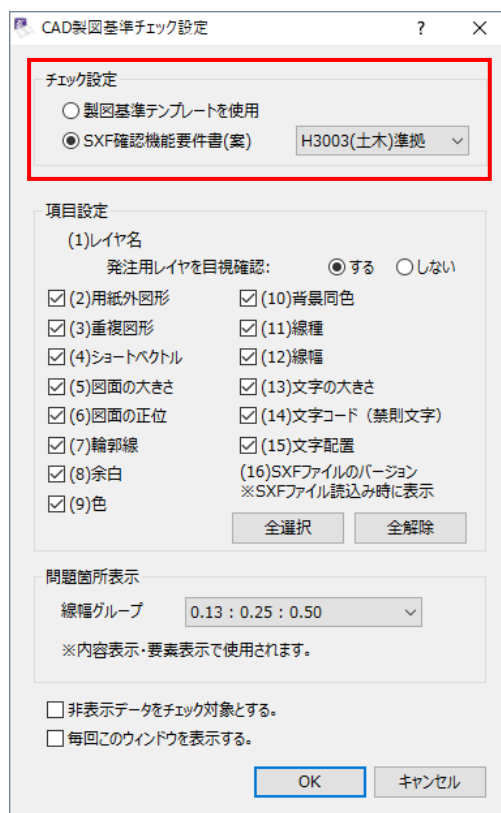 CAD製図基準チェック設定
チェック設定
製図基準テンプレートを使用
SXF確認機能要件書(案) H3003(土木)準拠
項目設定
(1)レイヤ名
発注用レイヤを目視確認: する しない
(2)用紙外図形 (10)背景同色
(3)重複図形 (11)線種
(4)ショートベクトル (12)線幅
(5)図面の大きさ (13)文字の大きさ
(6)図面の正位 (14)文字コード（禁則文字）
(7)輪郭線 (15)文字配置
(8)余白 (16)SXFファイルのバージョン
※SXFファイル読込み時に表示
(9)色
全選択 全解除
問題箇所表示
線幅グループ 0.13 : 0.25 : 0.50
※内容表示・要素表示で使用されます。
非表示データをチェック対象とする。
毎回このウィンドウを表示する。
OK キャンセル